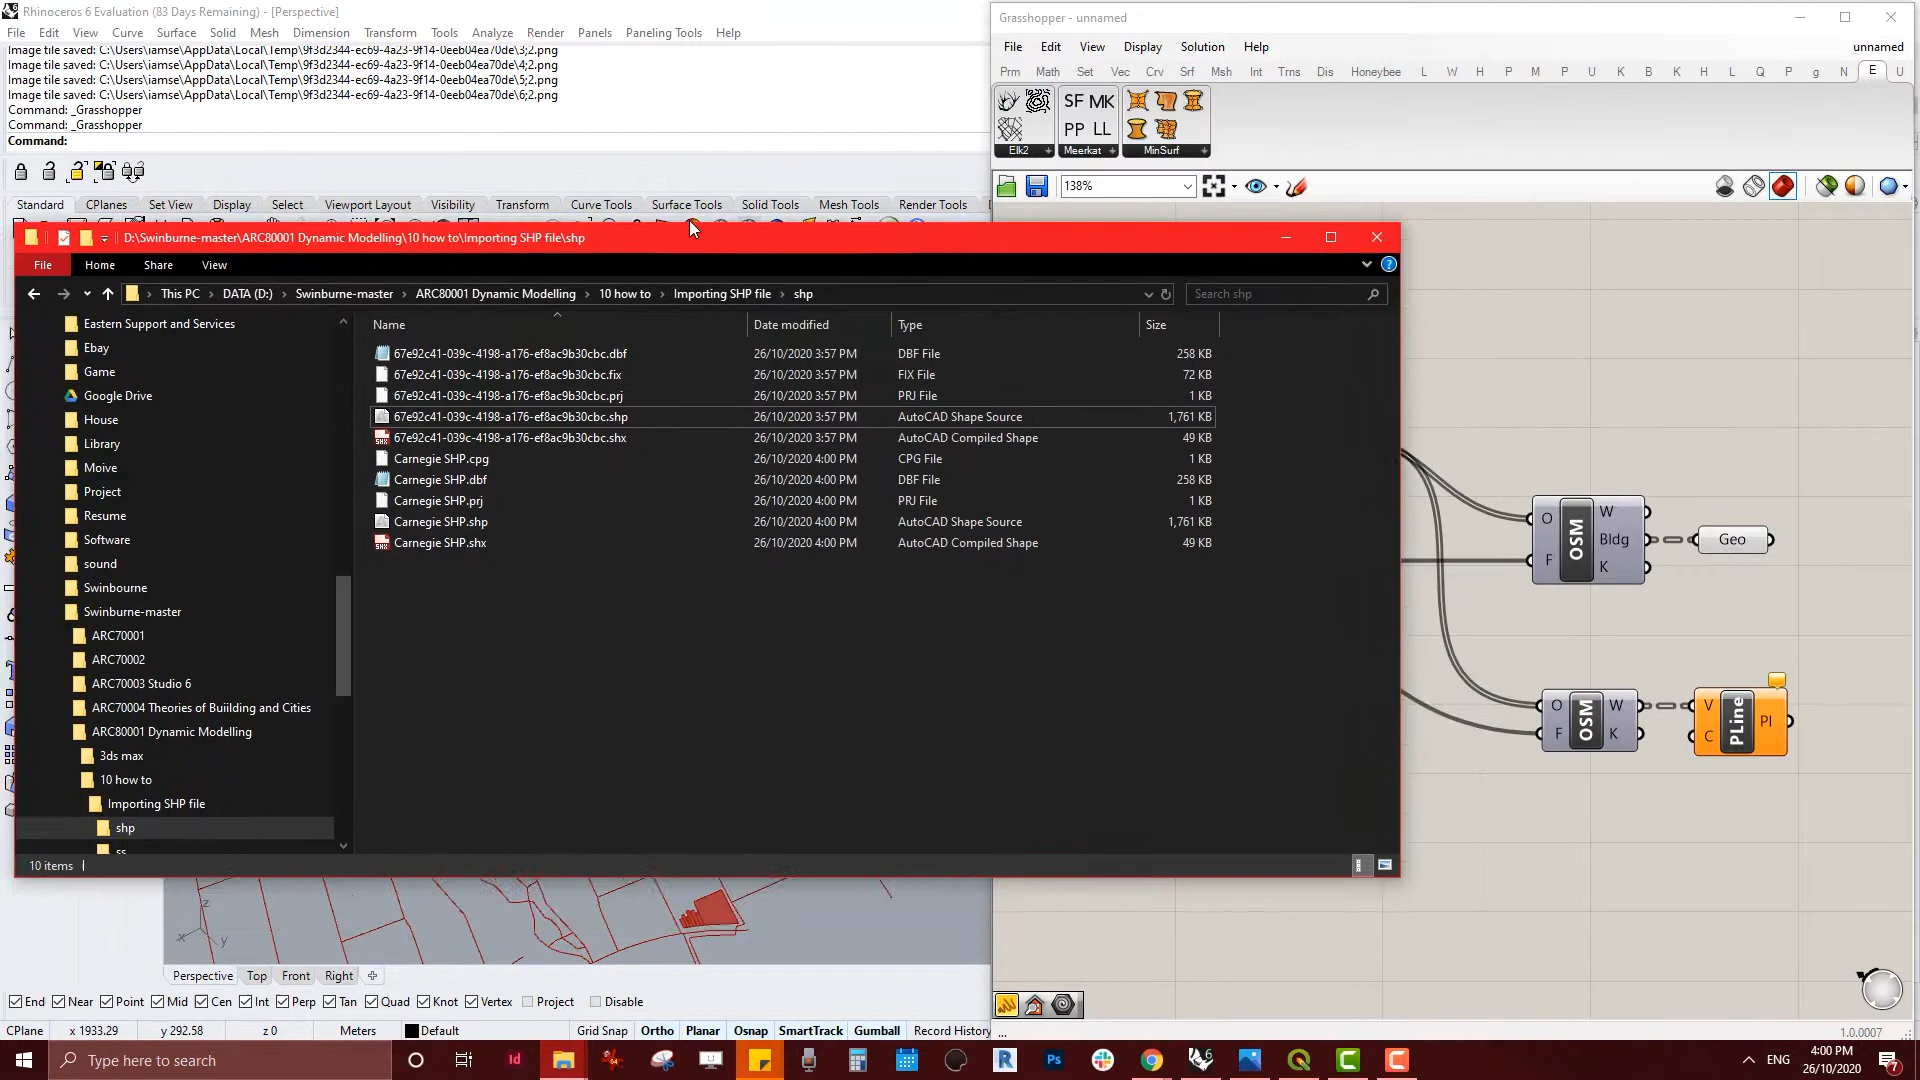 Rhinoceros 6 Evaluation (83 Days Remaining) - [Perspective]
File Edit View Curve Surface Solid Mesh Dimension Transform Tools Analyze Render Panels Paneling Tools Help
Image tile saved: C:\Users\iamse\AppData\Local\Temp\9f3d2344-ec69-4a23-9f14-0eeb04ea70de\3;2.png
Image tile saved: C:\Users\iamse\AppData\Local\Temp\9f3d2344-ec69-4a23-9f14-0eeb04ea70de\4;2.png
Image tile saved: C:\Users\iamse\AppData\Local\Temp\9f3d2344-ec69-4a23-9f14-0eeb04ea70de\5;2.png
Image tile saved: C:\Users\iamse\AppData\Local\Temp\9f3d2344-ec69-4a23-9f14-0eeb04ea70de\6;2.png
Command: _Grasshopper
Command: _Grasshopper
Command:
Standard CPlanes Set View Display Select Viewport Layout Visibility Transform Curve Tools Surface Tools Solid Tools Mesh Tools Render Tools
Grasshopper - unnamed
File Edit View Display Solution Help unnamed
Prm Math Set Vec Crv Srf Msh Int Trns Dis Honeybee L W H P M P U K B K H L Q P g N E U
SF MK
PP LL
Elk2 Meerkat MinSurf
138%
D:\Swinburne-master\ARC80001 Dynamic Modelling\10 how to\Importing SHP file\shp
File Home Share View
This PC DATA (D:) Swinburne-master ARC80001 Dynamic Modelling 10 how to Importing SHP file shp
Search shp
Eastern Support and Services
Ebay
Game
Google Drive
House
Library
Moive
Project
Resume
Software
sound
Swinbourne
Swinburne-master
ARC70001
ARC70002
ARC70003 Studio 6
ARC70004 Theories of Buiilding and Cities
ARC80001 Dynamic Modelling
3ds max
10 how to
Importing SHP file
shp
ss
Name Date modified Type Size
67e92c41-039c-4198-a176-ef8ac9b30cbc.dbf 26/10/2020 3:57 PM DBF File 258 KB
67e92c41-039c-4198-a176-ef8ac9b30cbc.fix 26/10/2020 3:57 PM FIX File 72 KB
67e92c41-039c-4198-a176-ef8ac9b30cbc.prj 26/10/2020 3:57 PM PRJ File 1 KB
67e92c41-039c-4198-a176-ef8ac9b30cbc.shp 26/10/2020 3:57 PM AutoCAD Shape Source 1,761 KB
67e92c41-039c-4198-a176-ef8ac9b30cbc.shx 26/10/2020 3:57 PM AutoCAD Compiled Shape 49 KB
Carnegie SHP.cpg 26/10/2020 4:00 PM CPG File 1 KB
Carnegie SHP.dbf 26/10/2020 4:00 PM DBF File 258 KB
Carnegie SHP.prj 26/10/2020 4:00 PM PRJ File 1 KB
Carnegie SHP.shp 26/10/2020 4:00 PM AutoCAD Shape Source 1,761 KB
Carnegie SHP.shx 26/10/2020 4:00 PM AutoCAD Compiled Shape 49 KB
10 items
O F OSM W Bldg K
Geo
O F OSM W K
V C PLine Pl
z
x y
Perspective Top Front Right
End Near Point Mid Cen Int Perp Tan Quad Knot Vertex Project Disable
CPlane x 1933.29 y 292.58 z 0 Meters Default Grid Snap Ortho Planar Osnap SmartTrack Gumball Record History
...
1.0.0007
Type here to search
ENG
4:00 PM
26/10/2020